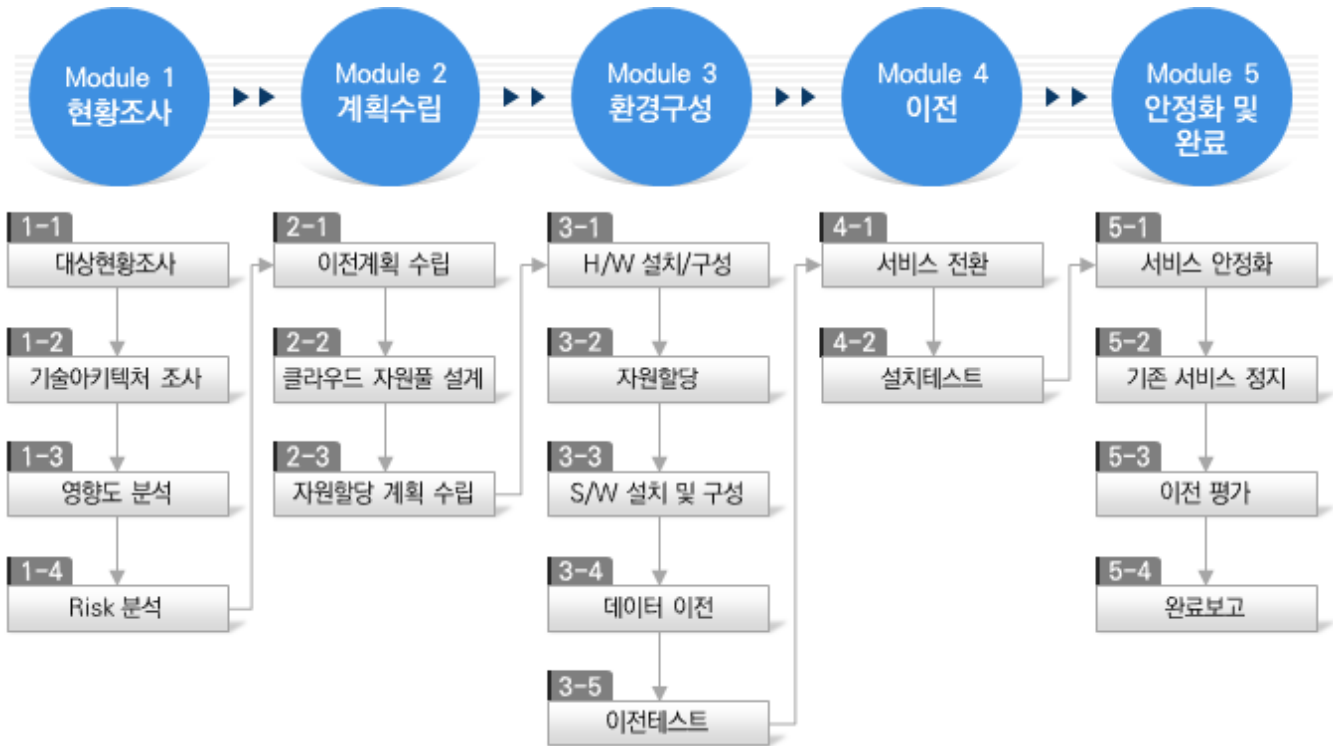 Module 1
현황조사
Module 2
계획수립
Module 3
환경구성
Module 4
이전
Module 5
안정화 및
완료
1-1
대상현황조사
1-2
기술아키텍처 조사
1-3
영향도 분석
1-4
Risk 분석
2-1
이전계획 수립
2-2
클라우드 자원풀 설계
2-3
자원할당 계획 수립
3-1
H/W 설치/구성
3-2
자원할당
3-3
S/W 설치 및 구성
3-4
데이터 이전
3-5
이전테스트
4-1
서비스 전환
4-2
설치테스트
5-1
서비스 안정화
5-2
기존 서비스 정지
5-3
이전 평가
5-4
완료보고